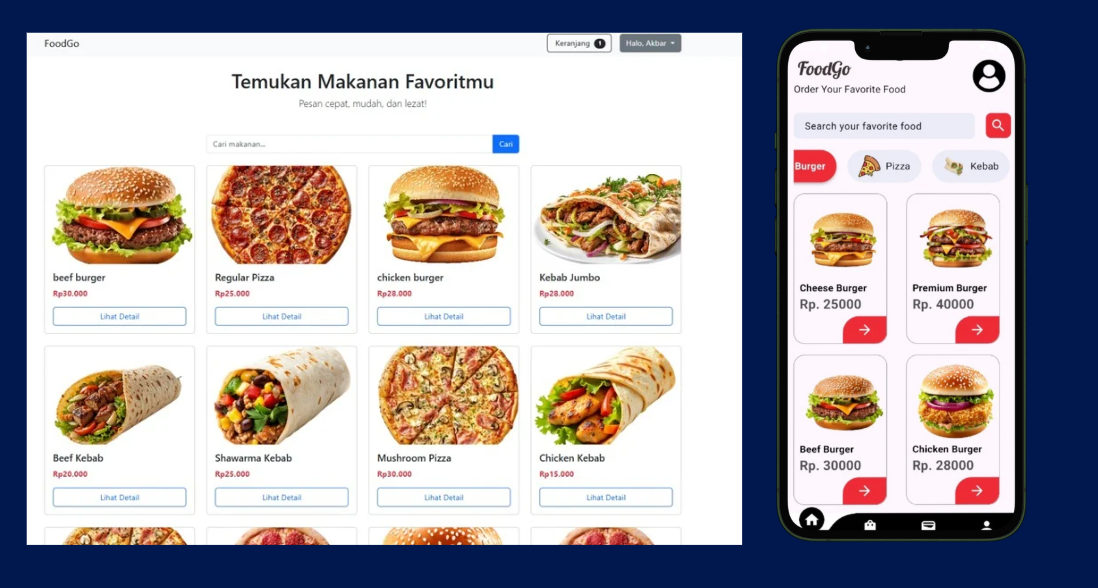 FoodGo
Keranjang 1
Halo, Akbar
Temukan Makanan Favoritmu
Pesan cepat, mudah, dan lezat!
Cari makanan...
Cari
beef burger
Rp30.000
Lihat Detail
Regular Pizza
Rp25.000
Lihat Detail
chicken burger
Rp28.000
Lihat Detail
Kebab Jumbo
Rp28.000
Lihat Detail
Beef Kebab
Rp20.000
Lihat Detail
Shawarma Kebab
Rp25.000
Lihat Detail
Mushroom Pizza
Rp30.000
Lihat Detail
Chicken Kebab
Rp15.000
Lihat Detail
FoodGo
Order Your Favorite Food
Search your favorite food
Burger
Pizza
Kebab
Cheese Burger
Rp. 25000
Premium Burger
Rp. 40000
Beef Burger
Rp. 30000
Chicken Burger
Rp. 28000